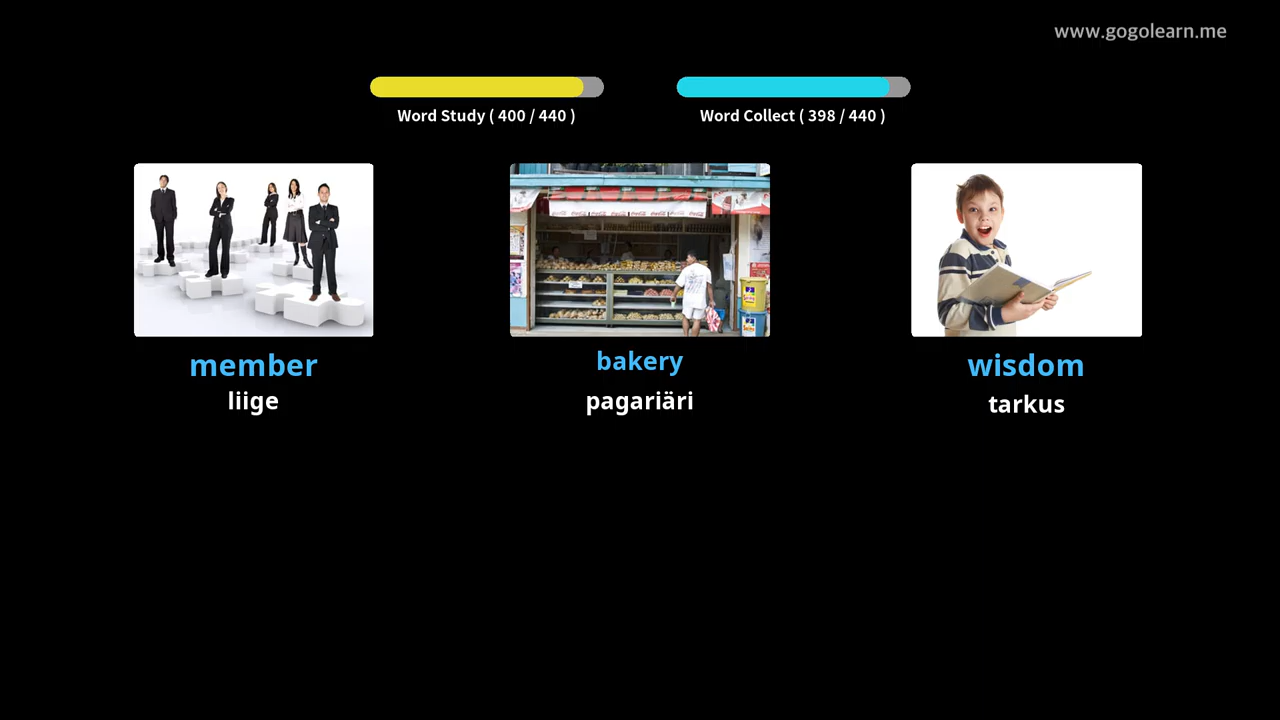 www.gogolearn.me
Word Study ( 400 / 440 )
Word Collect ( 398 / 440 )
member
bakery
wisdom
liige
pagariäri
tarkus